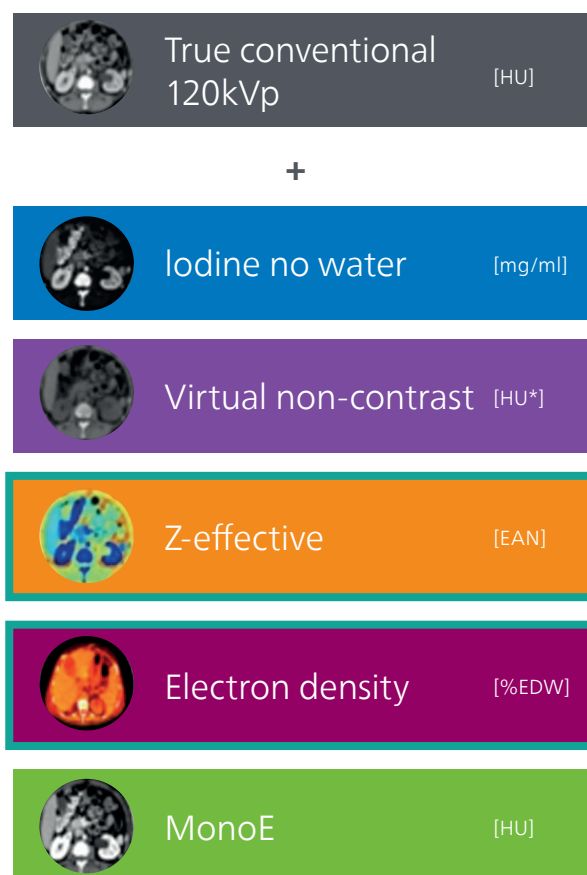 True conventional
120kVp [HU]
+
Iodine no water [mg/ml]
Virtual non-contrast [HU*]
Z-effective [EAN]
Electron density [%EDW]
MonoE [HU]